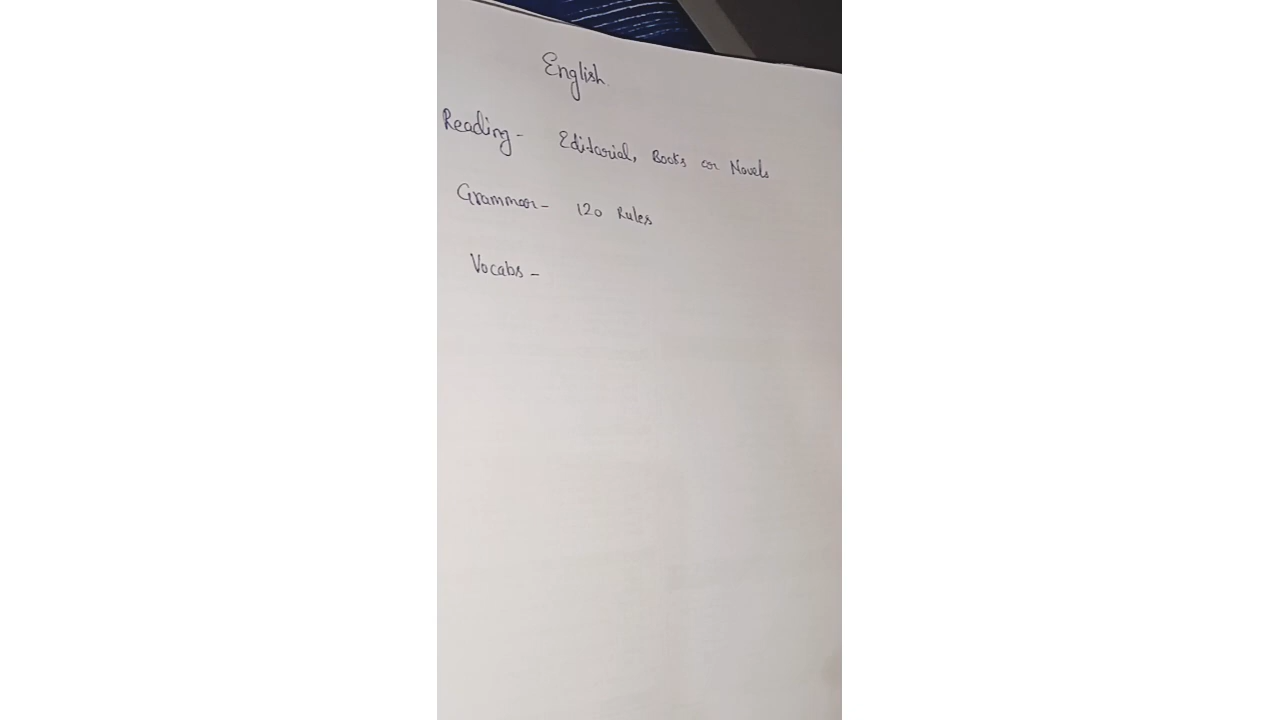 English
Reading - Editorial, Books or Novels
Grammar - 120 Rules
Vocabs -